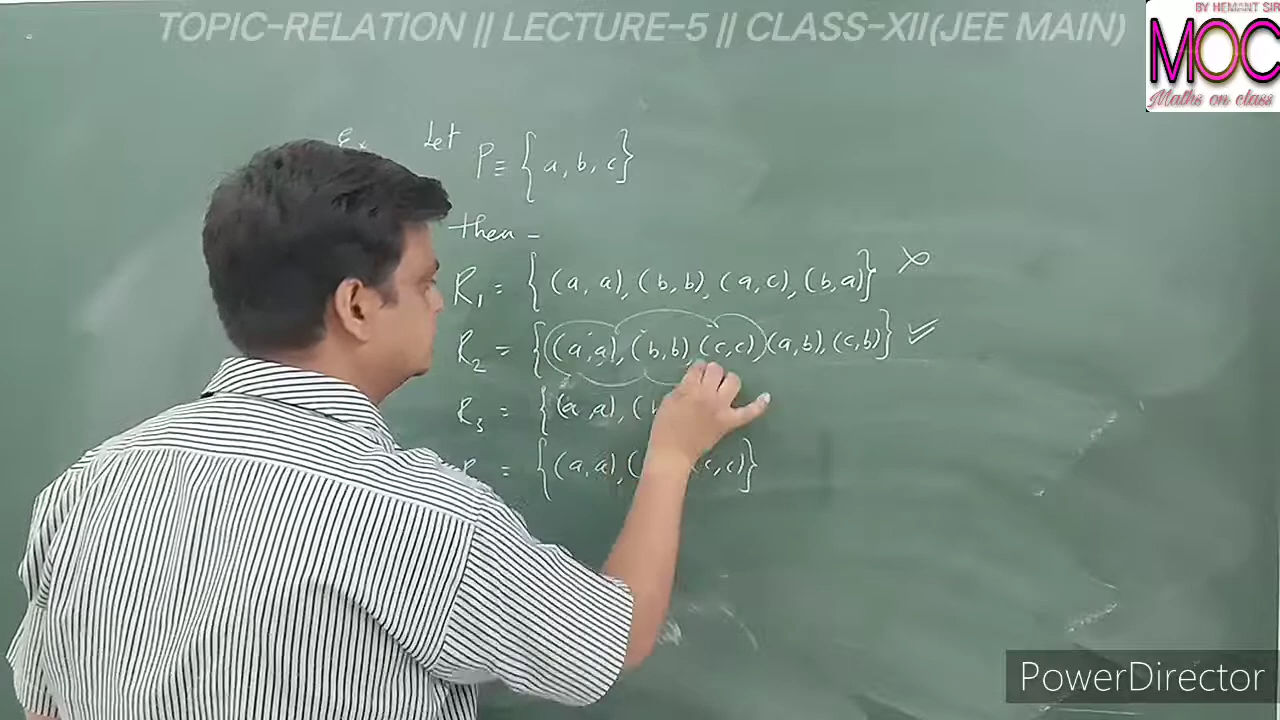 TOPIC-RELATION || LECTURE-5 || CLASS-XII(JEE MAIN)
BY HEMANT SIR
MOC
Maths on class
Ex Let P ≡ {a, b, c}
then -
R₁ = {(a, a), (b, b), (a, c), (b, a)} ×
R₂ = {(a, a), (b, b), (c, c) (a, b), (c, b)} ✓
R₃ = {(a, a), (b
= {(a, a), ( c, c)}
PowerDirector